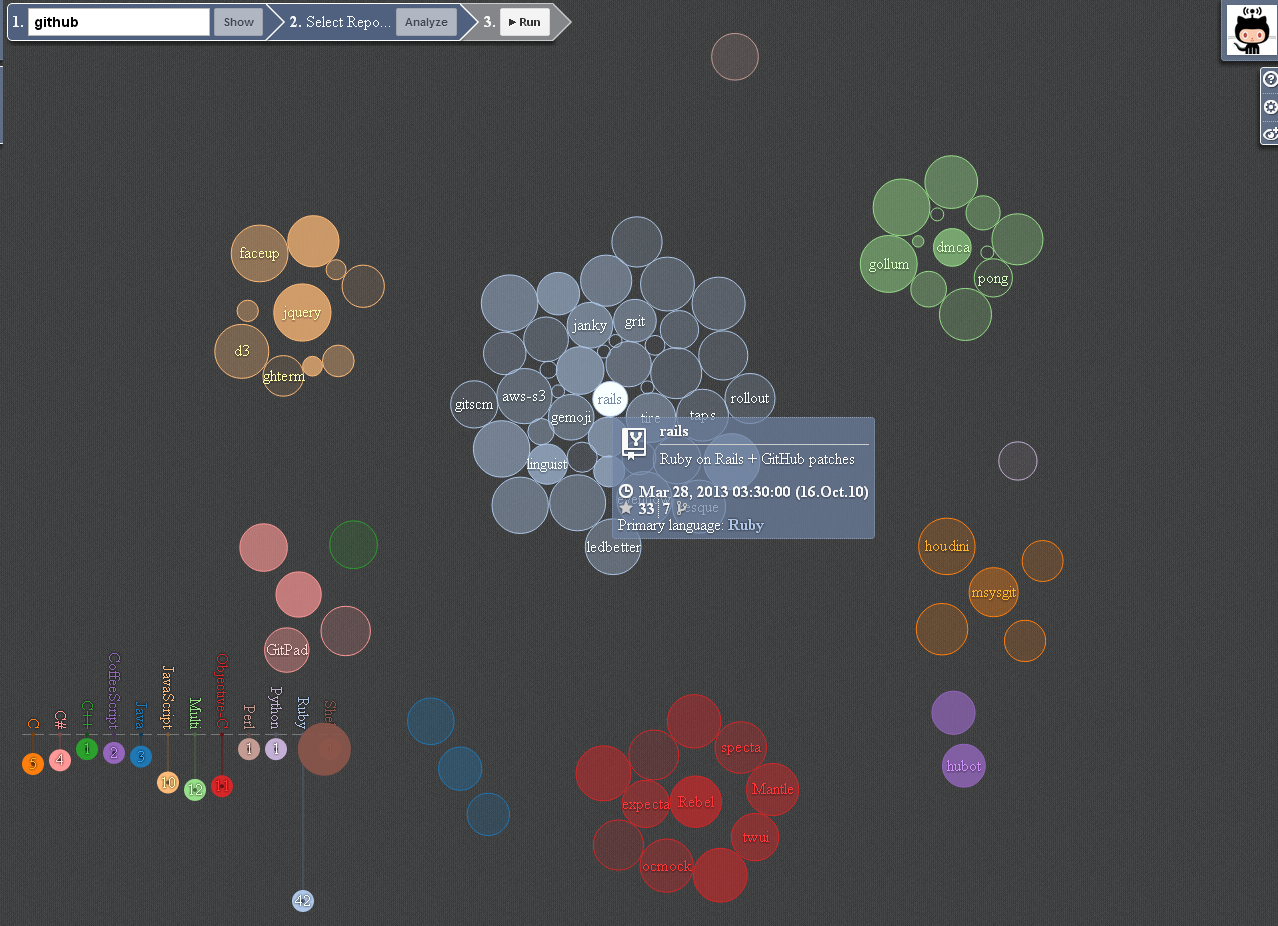 1. github Show 2. Select Repo... Analyze 3. Run
faceup
jquery
d3
ghterm
dmca
gollum
pong
janky
grit
gitscm
aws-s3
rails
rollout
gemoji
tire
taps
linguist
ledbetter
rails
Ruby on Rails + GitHub patches
Mar 28, 2013 03:30:00 (16.Oct.10)
33 | 7
Primary language: Ruby
houdini
msysgit
GitPad
specta
Mantle
expecta
Rebel
twui
ocmock
hubot
C
C#
C++
CoffeeScript
Java
JavaScript
Multi
Objective-C
Perl
Python
Ruby
5
4
1
2
3
10
12
11
1
1
42